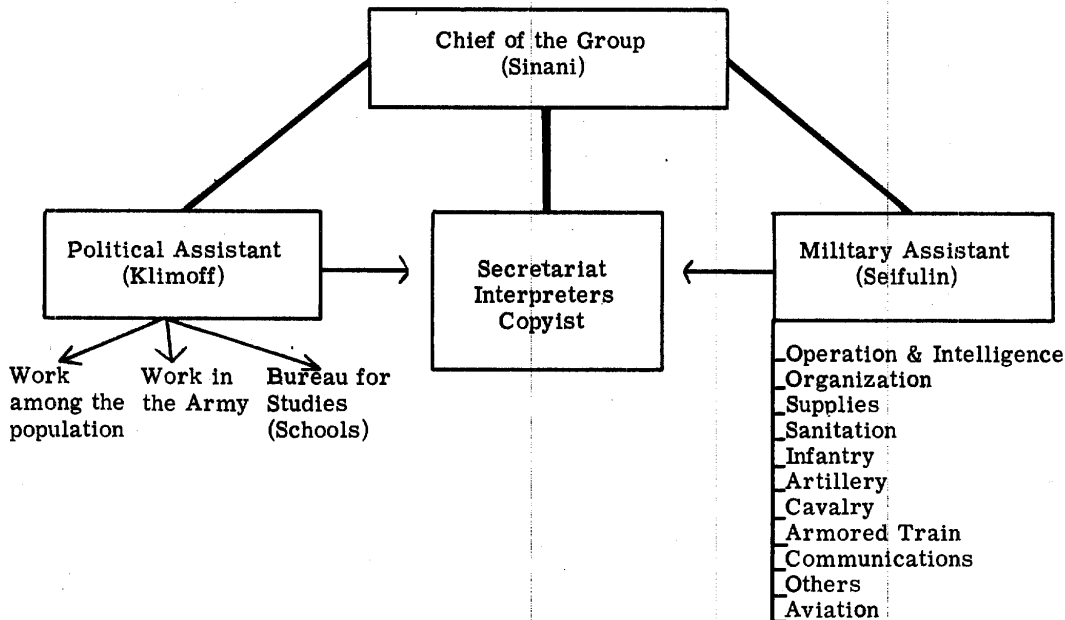 Chief of the Group
(Sinani)
Political Assistant
(Klimoff)
Secretariat
Interpreters
Copyist
Military Assistant
(Seifulin)
Work
among the
population
Work in
the Army
Bureau for
Studies
(Schools)
Operation & Intelligence
Organization
Supplies
Sanitation
Infantry
Artillery
Cavalry
Armored Train
Communications
Others
Aviation